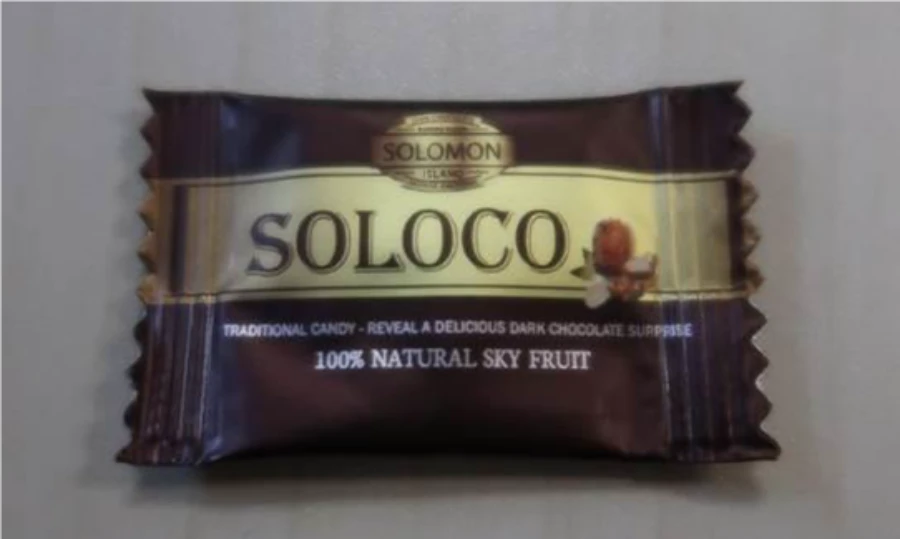 SOLOMON
ISLAND
SOLOCO
TRADITIONAL CANDY - REVEAL A DELICIOUS DARK CHOCOLATE SURPRISE
100% NATURAL SKY FRUIT